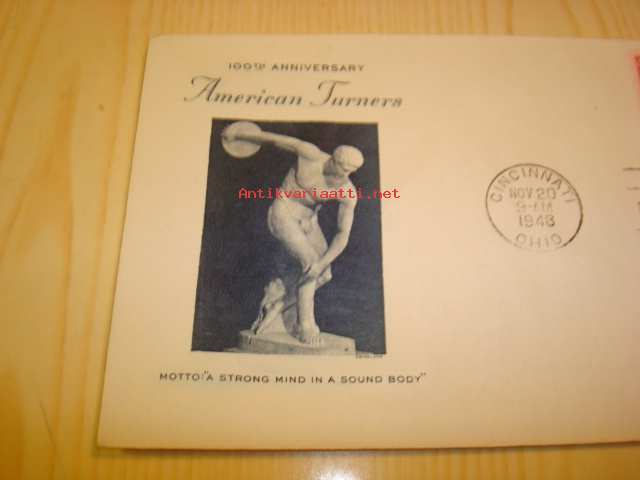 100TH ANNIVERSARY
American Turners
Antikvariaatti.net
CINCINNATI
NOV. 20
9-AM
1948
OHIO
MOTTO: "A STRONG MIND IN A SOUND BODY"